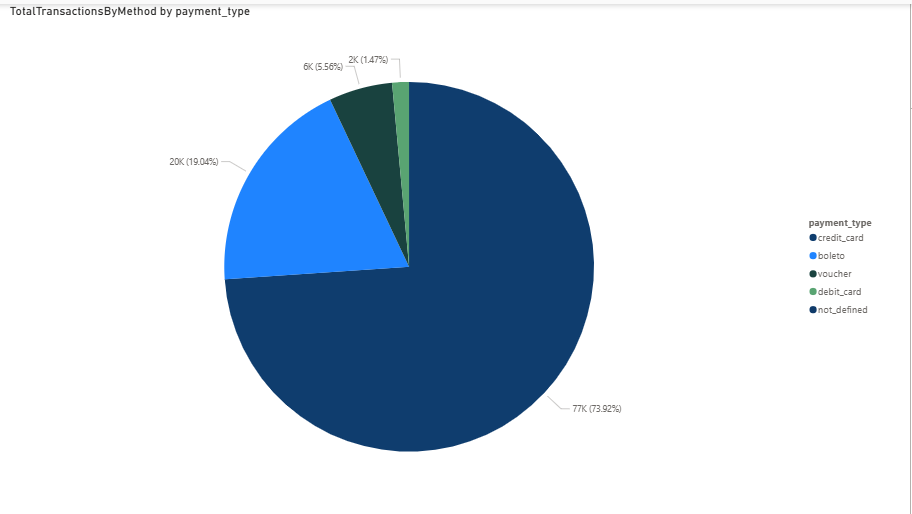 TotalTransactionsByMethod by payment_type
2K (1.47%)
6K (5.56%)
20K (19.04%)
77K (73.92%)
payment_type
credit_card
boleto
voucher
debit_card
not_defined